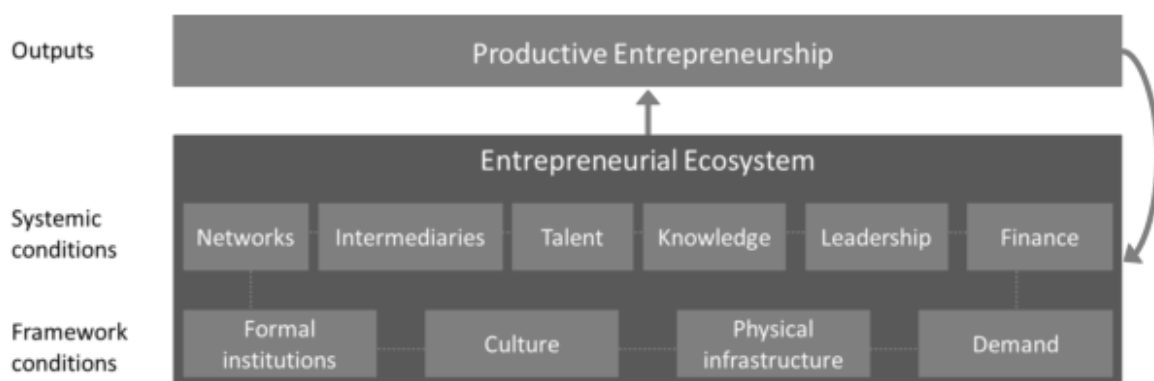 Outputs
Productive Entrepreneurship
Entrepreneurial Ecosystem
Systemic
conditions
Networks
Intermediaries
Talent
Knowledge
Leadership
Finance
Framework
conditions
Formal
institutions
Culture
Physical
infrastructure
Demand